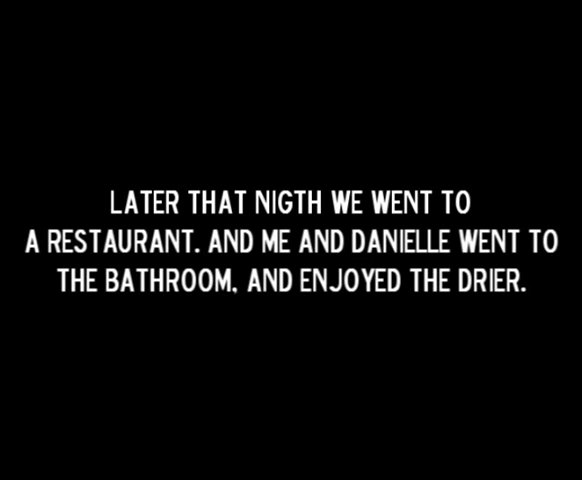 LATER THAT NIGTH WE WENT TO
A RESTAURANT. AND ME AND DANIELLE WENT TO
THE BATHROOM, AND ENJOYED THE DRIER.